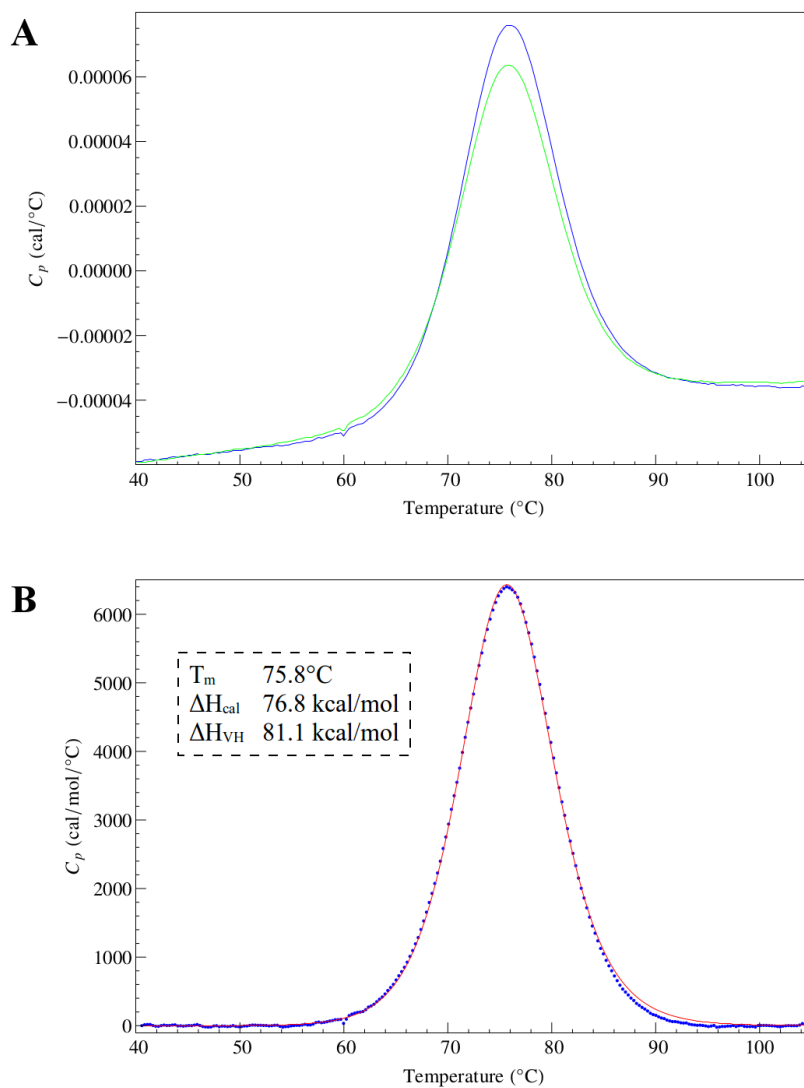 A
0.00006
0.00004
0.00002
0.00000
−0.00002
−0.00004
Cp (cal/°C)
40 50 60 70 80 90 100
Temperature (°C)
B
6000
5000
4000
3000
2000
1000
0
Cp (cal/mol/°C)
Tm 75.8°C
ΔHcal 76.8 kcal/mol
ΔHVH 81.1 kcal/mol
40 50 60 70 80 90 100
Temperature (°C)